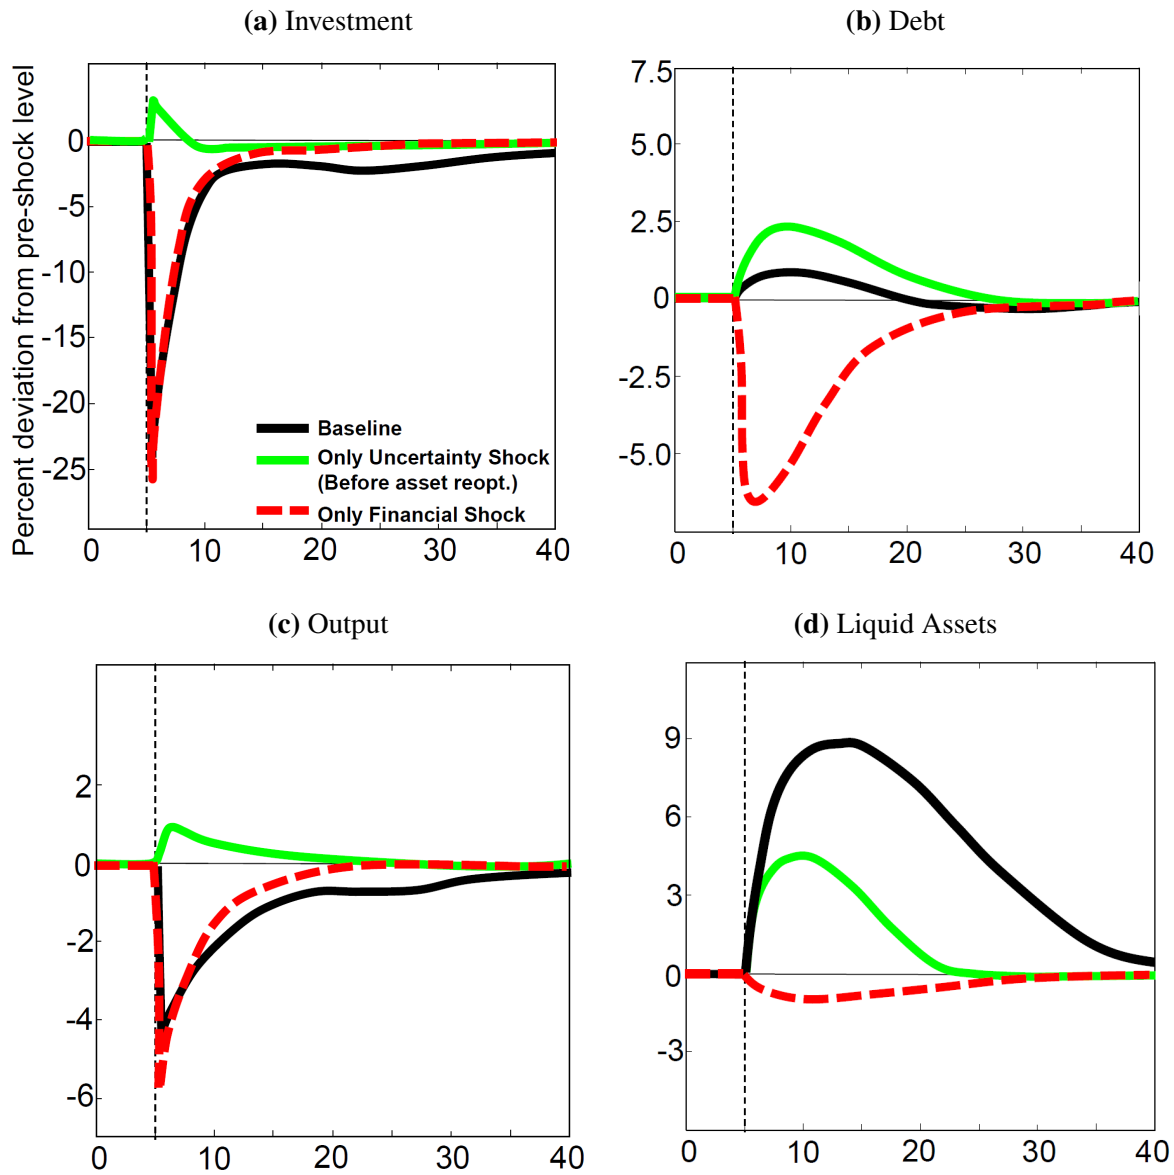 (a) Investment
Percent deviation from pre-shock level
0
-5
-10
-15
-20
-25
Baseline
Only Uncertainty Shock
(Before asset reopt.)
Only Financial Shock
0 10 20 30 40
(b) Debt
7.5
5.0
2.5
0
-2.5
-5.0
0 10 20 30 40
(c) Output
2
0
-2
-4
-6
0 10 20 30 40
(d) Liquid Assets
9
6
3
0
-3
0 10 20 30 40